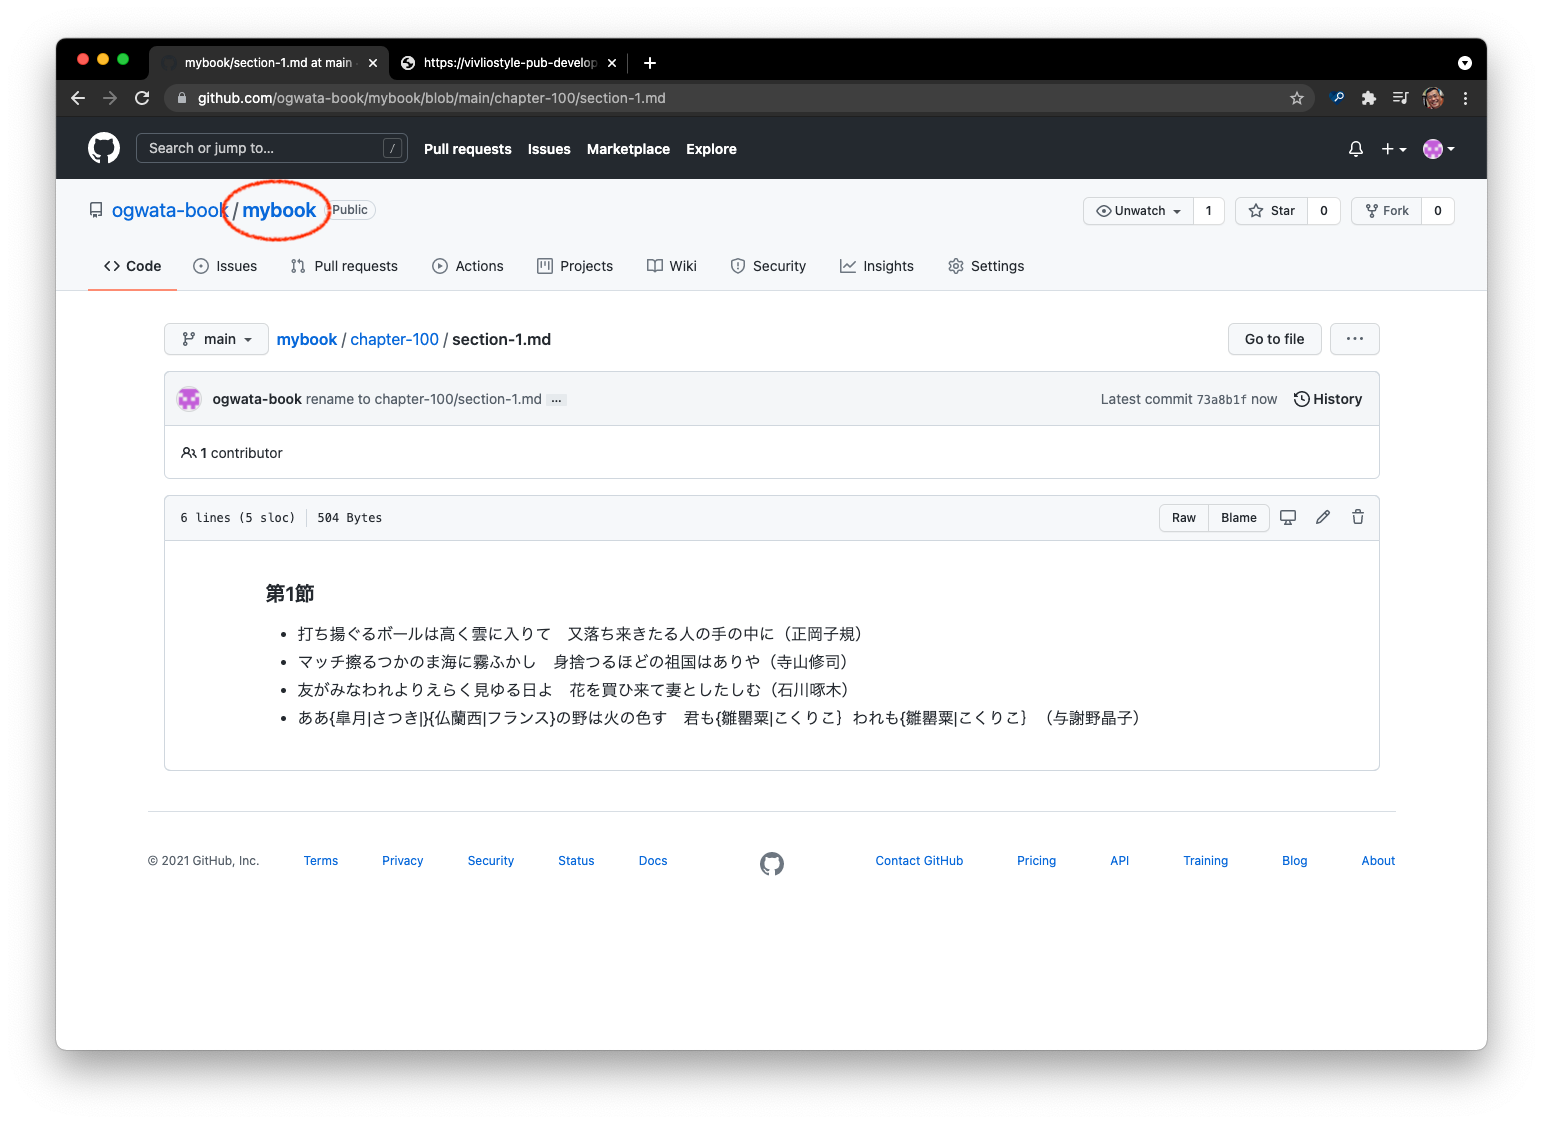 mybook/section-1.md at main
https://vivliostyle-pub-develop
github.com/ogwata-book/mybook/blob/main/chapter-100/section-1.md
Search or jump to... /
Pull requests Issues Marketplace Explore
ogwata-book / mybook Public
Unwatch 1 Star 0 Fork 0
Code Issues Pull requests Actions Projects Wiki Security Insights Settings
main mybook / chapter-100 / section-1.md Go to file ...
ogwata-book rename to chapter-100/section-1.md ... Latest commit 73a8b1f now History
1 contributor
6 lines (5 sloc) 504 Bytes Raw Blame
第1節
• 打ち揚ぐるボールは高く雲に入りて　又落ち来きたる人の手の中に（正岡子規）
• マッチ擦るつかのま海に霧ふかし　身捨つるほどの祖国はありや（寺山修司）
• 友がみなわれよりえらく見ゆる日よ　花を買ひ来て妻としたしむ（石川啄木）
• ああ{皐月|さつき|}{仏蘭西|フランス}の野は火の色す　君も{雛罌粟|こくりこ｝われも{雛罌粟|こくりこ｝（与謝野晶子）
© 2021 GitHub, Inc. Terms Privacy Security Status Docs Contact GitHub Pricing API Training Blog About